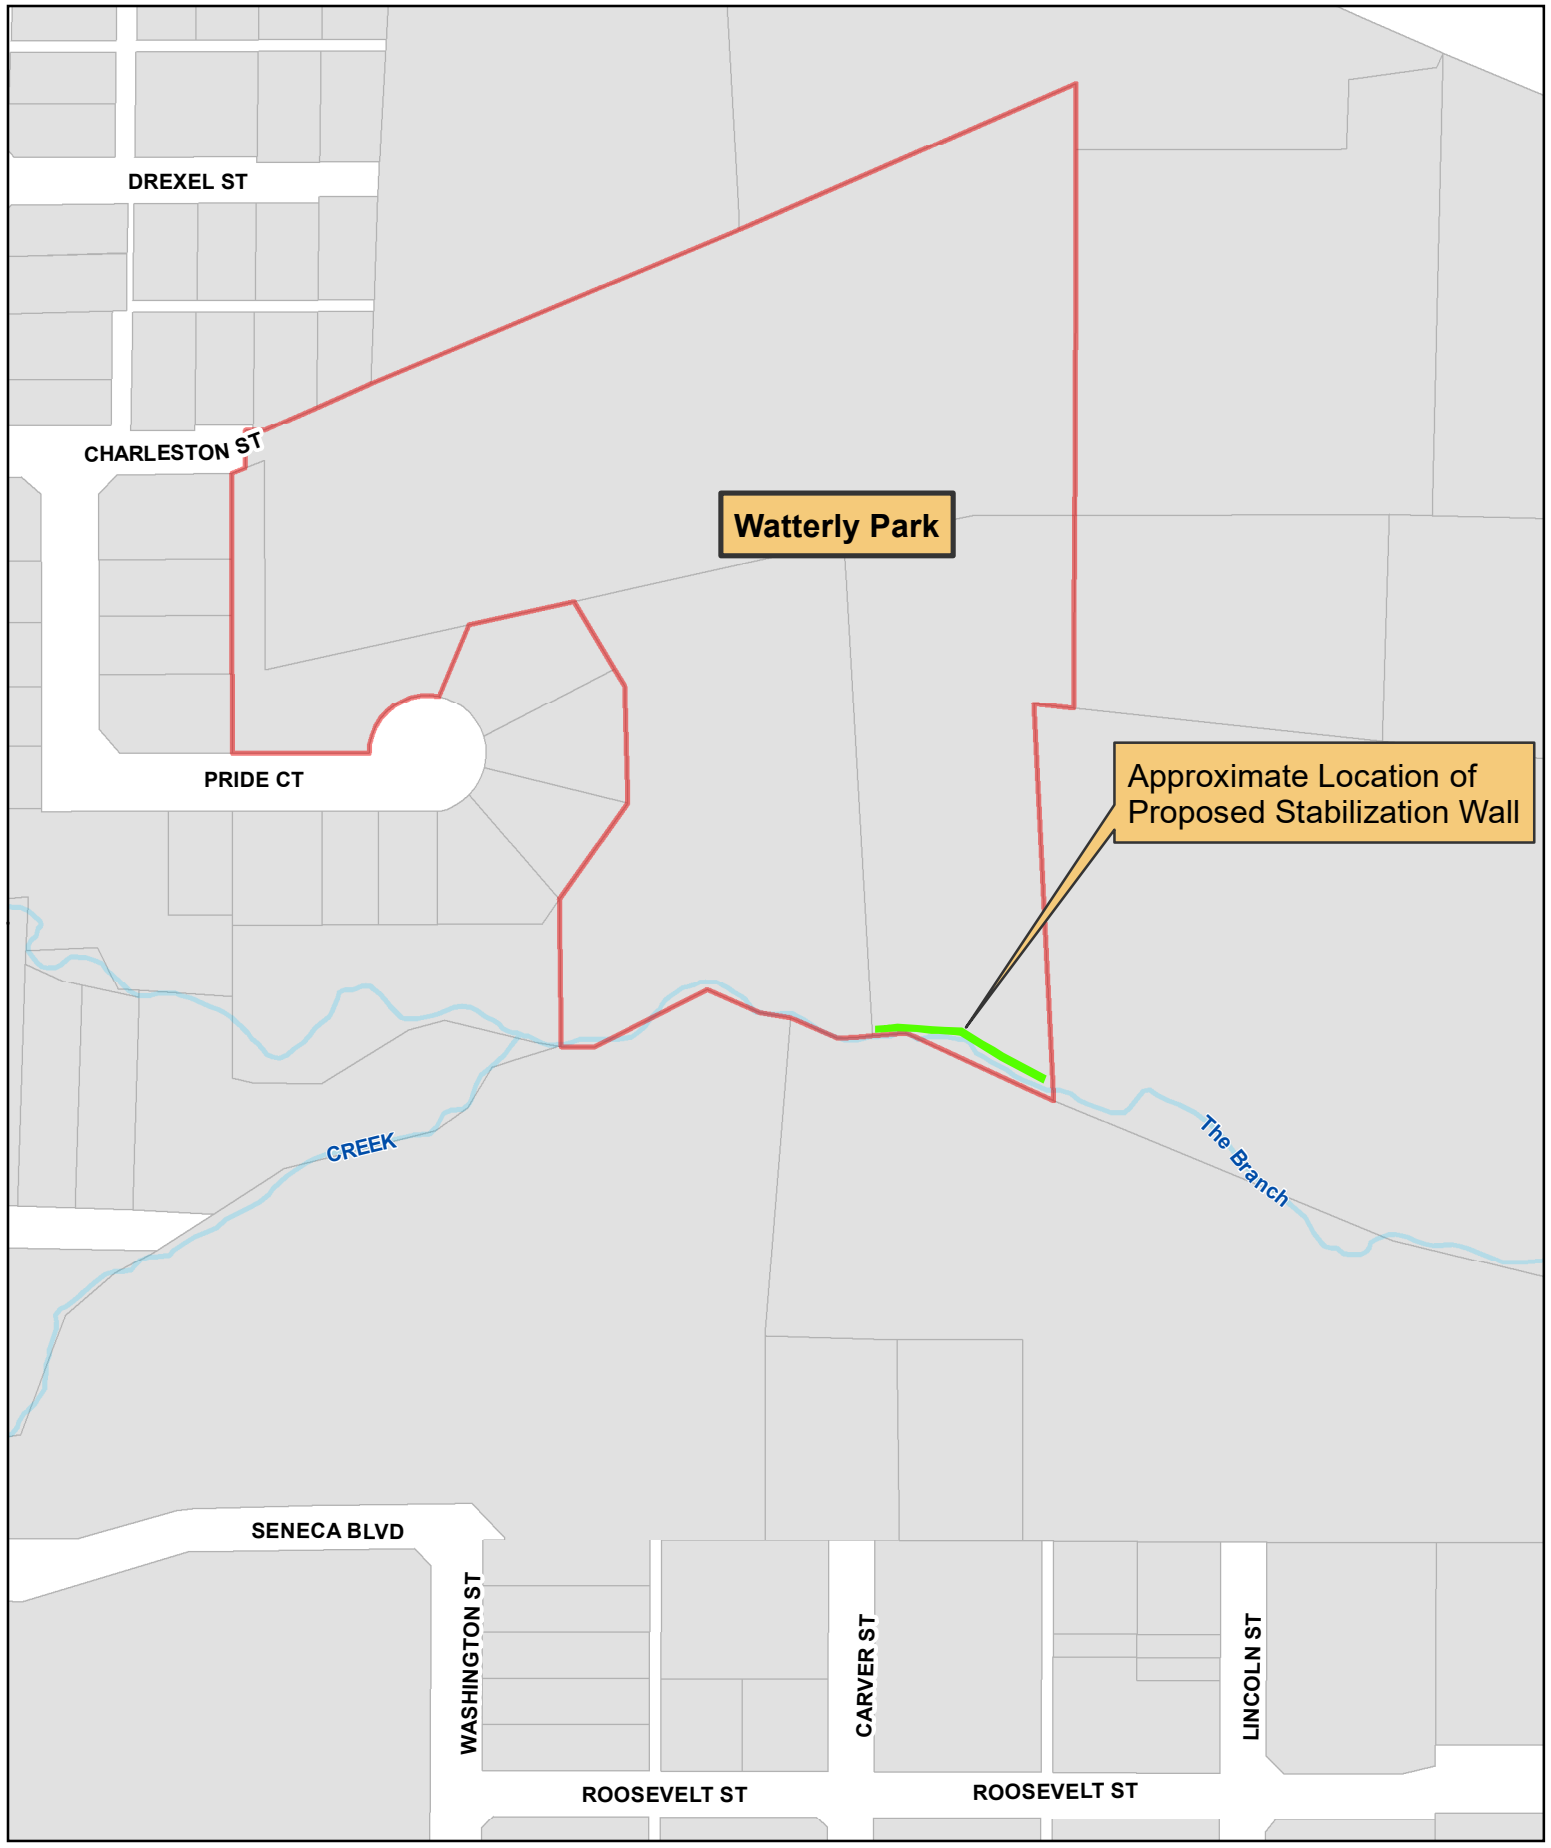 DREXEL ST
CHARLESTON ST
Watterly Park
PRIDE CT
Approximate Location of
Proposed Stabilization Wall
CREEK
The Branch
SENECA BLVD
WASHINGTON ST
CARVER ST
LINCOLN ST
ROOSEVELT ST
ROOSEVELT ST